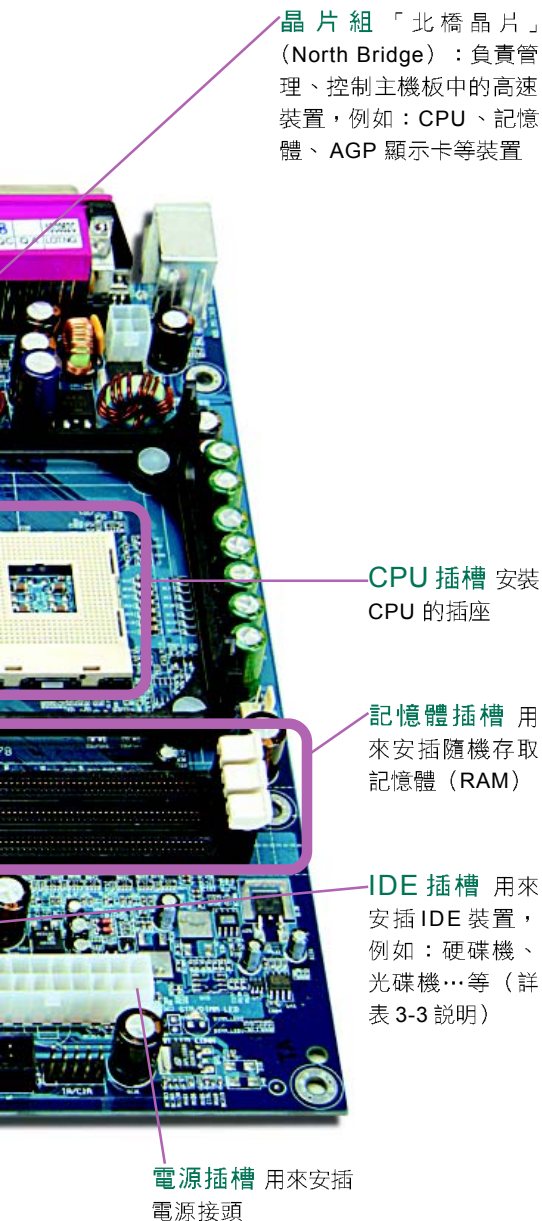 晶片組「北橋晶片」
（North Bridge）：負責管
理、控制主機板中的高速
裝置，例如：CPU、記憶
體、AGP 顯示卡等裝置
CPU 插槽 安裝
CPU 的插座
記憶體插槽 用
來安插隨機存取
記憶體（RAM）
IDE 插槽 用來
安插 IDE 裝置，
例如：硬碟機、
光碟機…等（詳
表 3-3 説明）
電源插槽 用來安插
電源接頭